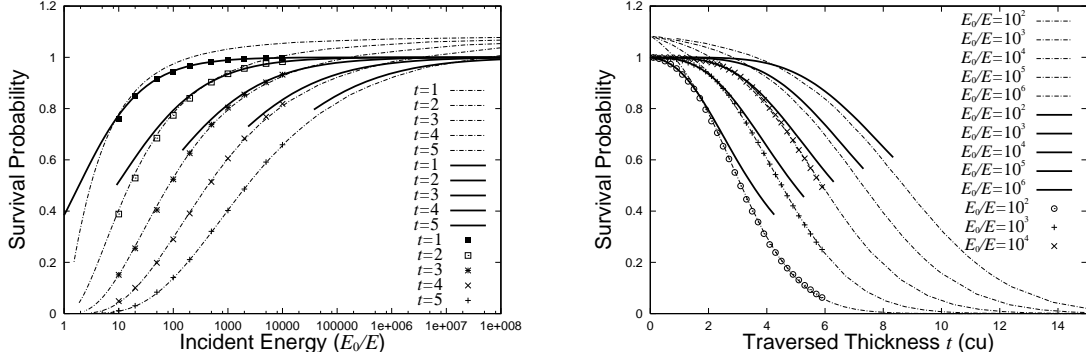 Survival Probability
1.2
1
0.8
0.6
0.4
0.2
0
1 10 100 1000 10000 100000 1e+006 1e+007 1e+008
Incident Energy (E₀/E)
t=1
t=2
t=3
t=4
t=5
t=1
t=2
t=3
t=4
t=5
t=1
t=2
t=3
t=4
t=5
Survival Probability
1.2
1
0.8
0.6
0.4
0.2
0
0 2 4 6 8 10 12 14
Traversed Thickness t (cu)
E₀/E=10²
E₀/E=10³
E₀/E=10⁴
E₀/E=10⁵
E₀/E=10⁶
E₀/E=10²
E₀/E=10³
E₀/E=10⁴
E₀/E=10⁵
E₀/E=10⁶
E₀/E=10²
E₀/E=10³
E₀/E=10⁴